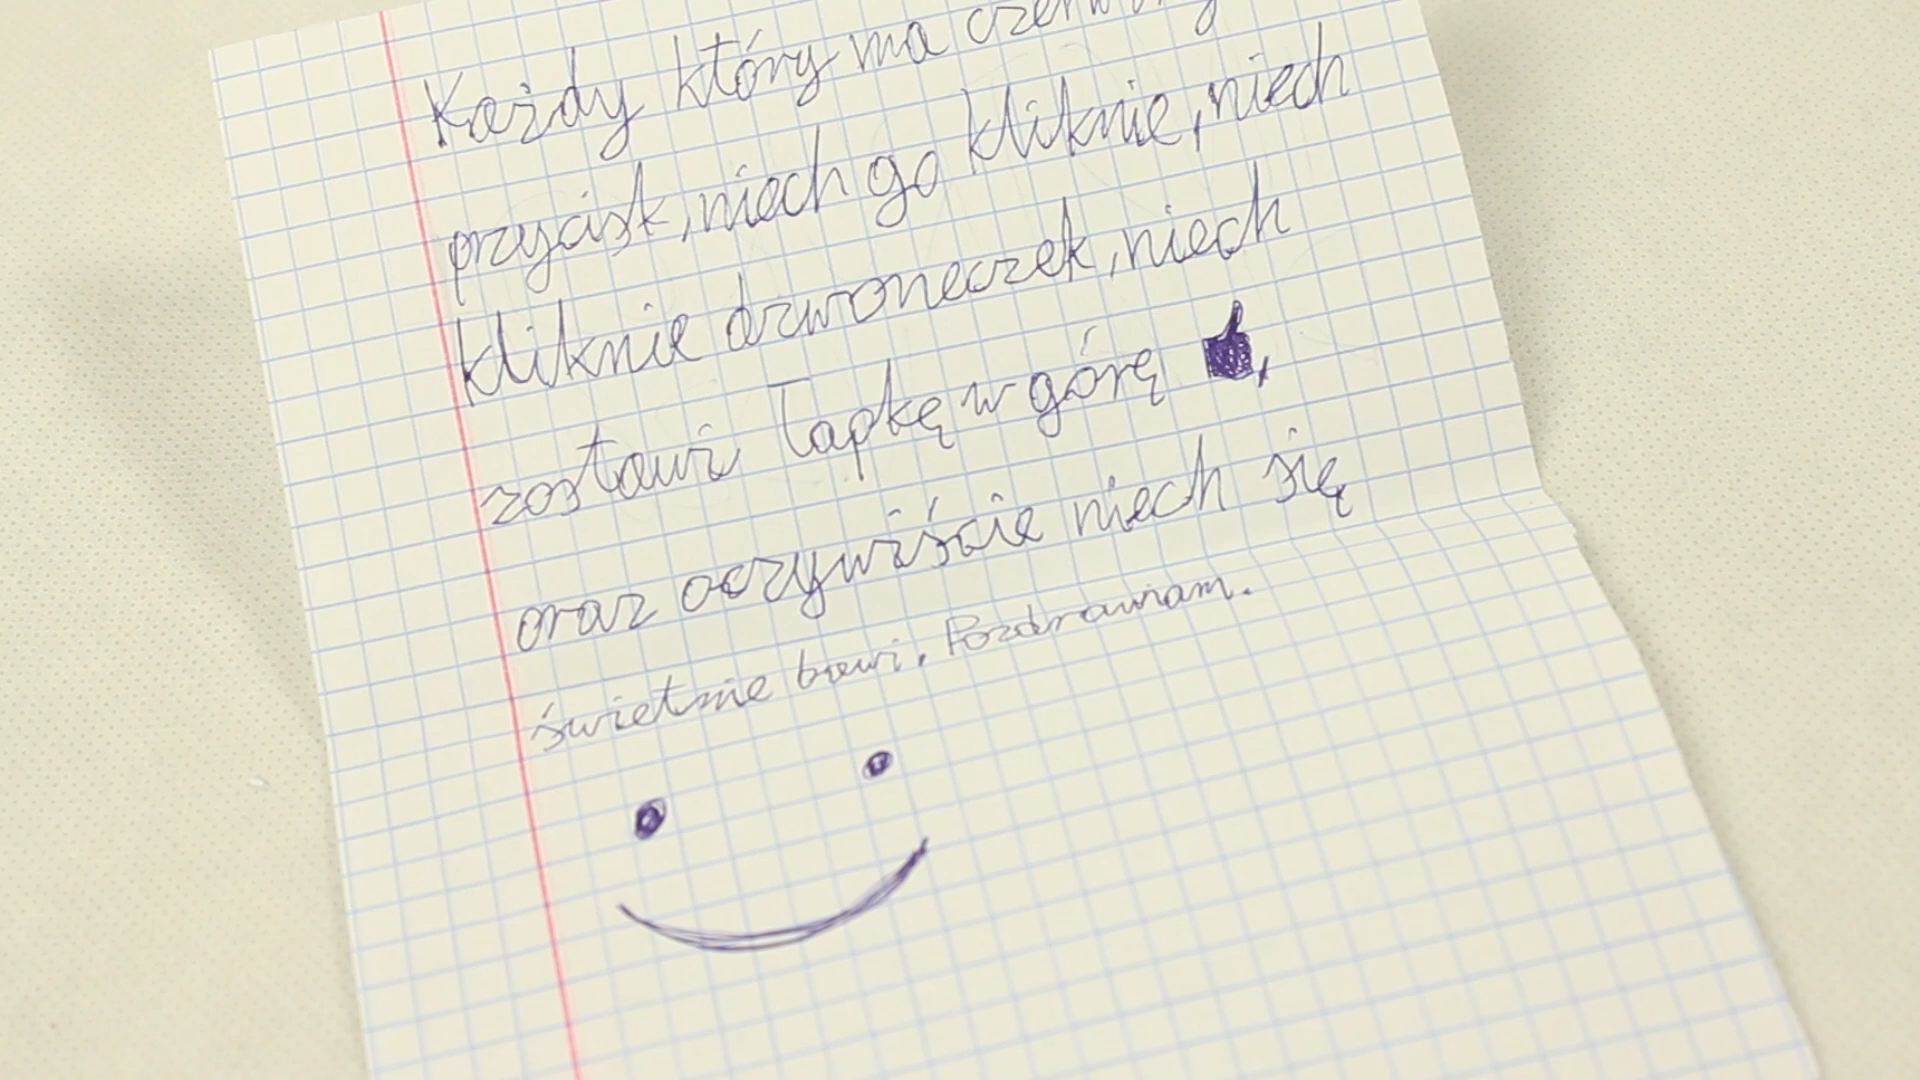 Każdy który ma czerwony
przycisk, niech go kliknie, niech
kliknie dzwoneczek, niech
zostawi łapkę w górę,
oraz oczywiście niech się
świetnie bawi. Pozdrawiam.